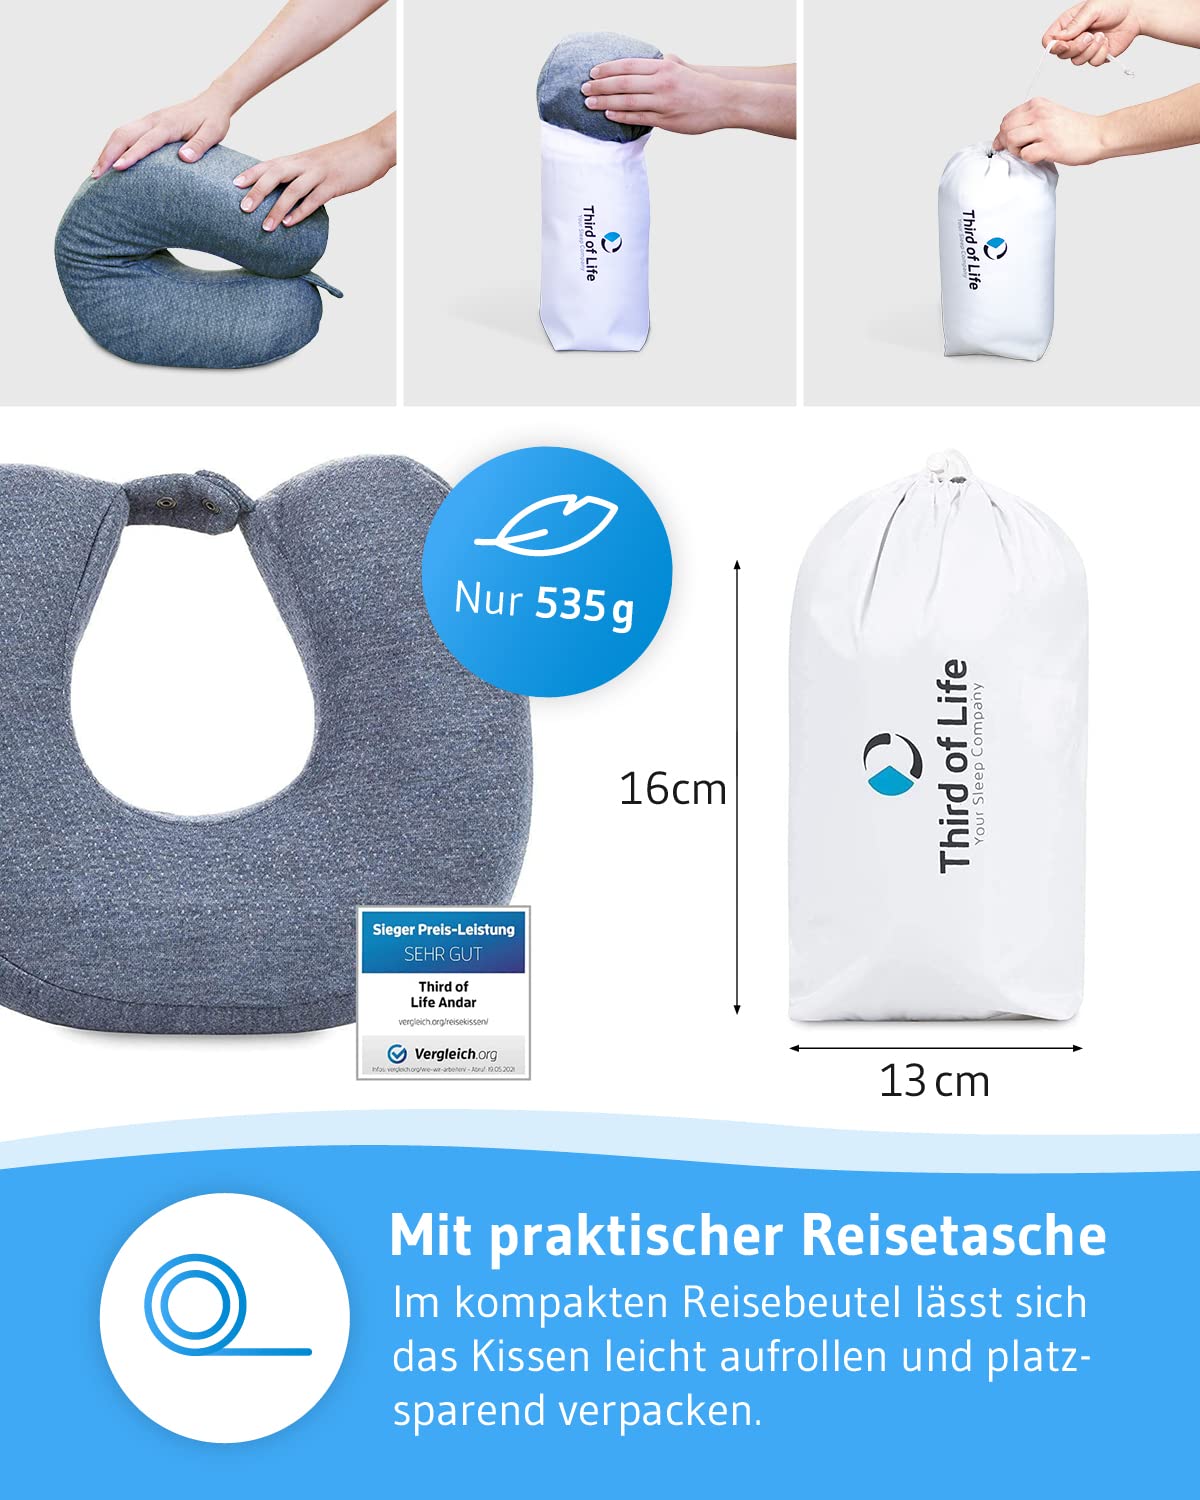 Third of Life
Your Sleep Company
Third of Life
Your Sleep Company
Nur 535g
16cm
Third of Life
Your Sleep Company
13 cm
Sieger Preis-Leistung
SEHR GUT
Third of
Life Andar
vergleich.org/reisekissen/
Vergleich.org
Infos: vergleich.org/wie-wir-arbeiten/ - Abruf: 19.05.2021
Mit praktischer Reisetasche
Im kompakten Reisebeutel lässt sich
das Kissen leicht aufrollen und platz-
sparend verpacken.